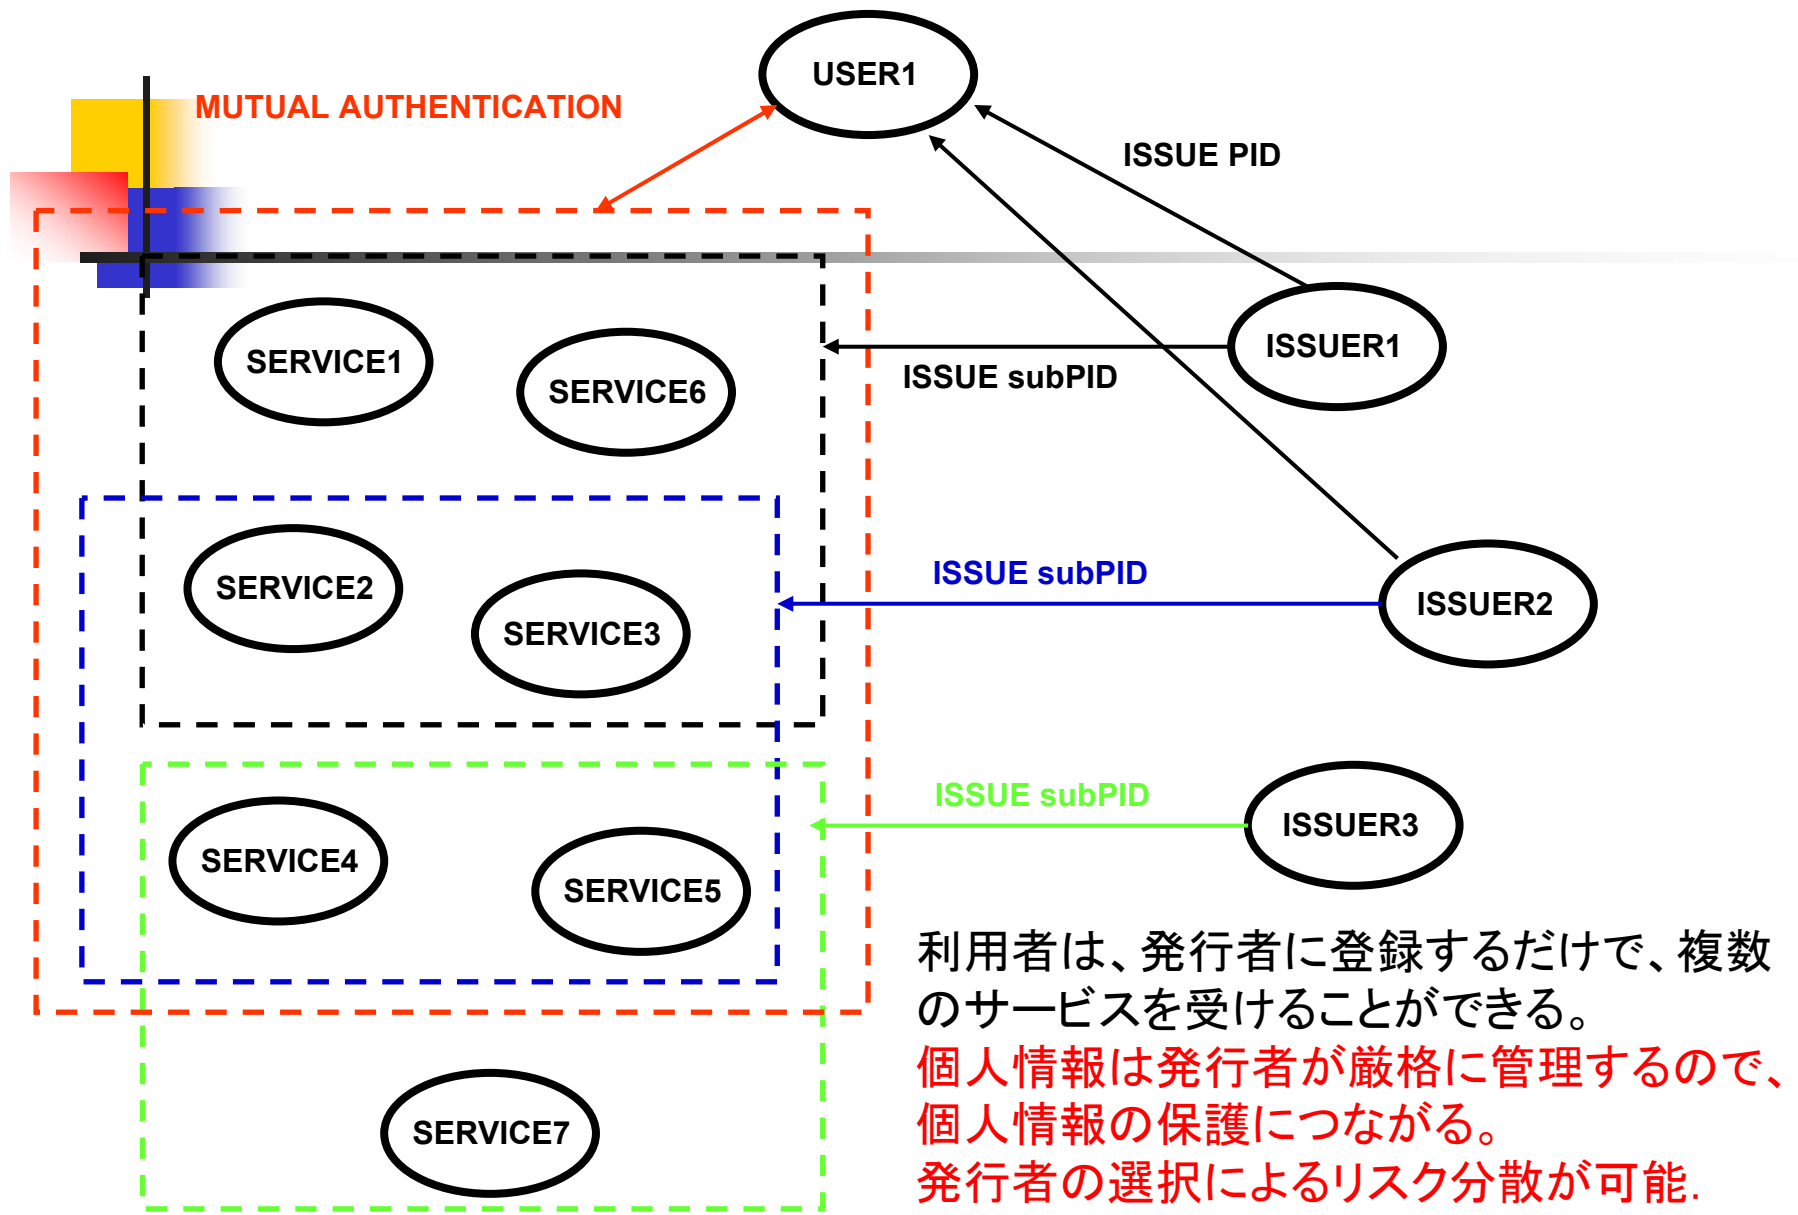 USER1
MUTUAL AUTHENTICATION
ISSUE PID
SERVICE1
SERVICE6
ISSUER1
ISSUE subPID
SERVICE2
SERVICE3
ISSUE subPID
ISSUER2
SERVICE4
SERVICE5
ISSUE subPID
ISSUER3
SERVICE7
利用者は、発行者に登録するだけで、複数
のサービスを受けることができる。
個人情報は発行者が厳格に管理するので、
個人情報の保護につながる。
発行者の選択によるリスク分散が可能.